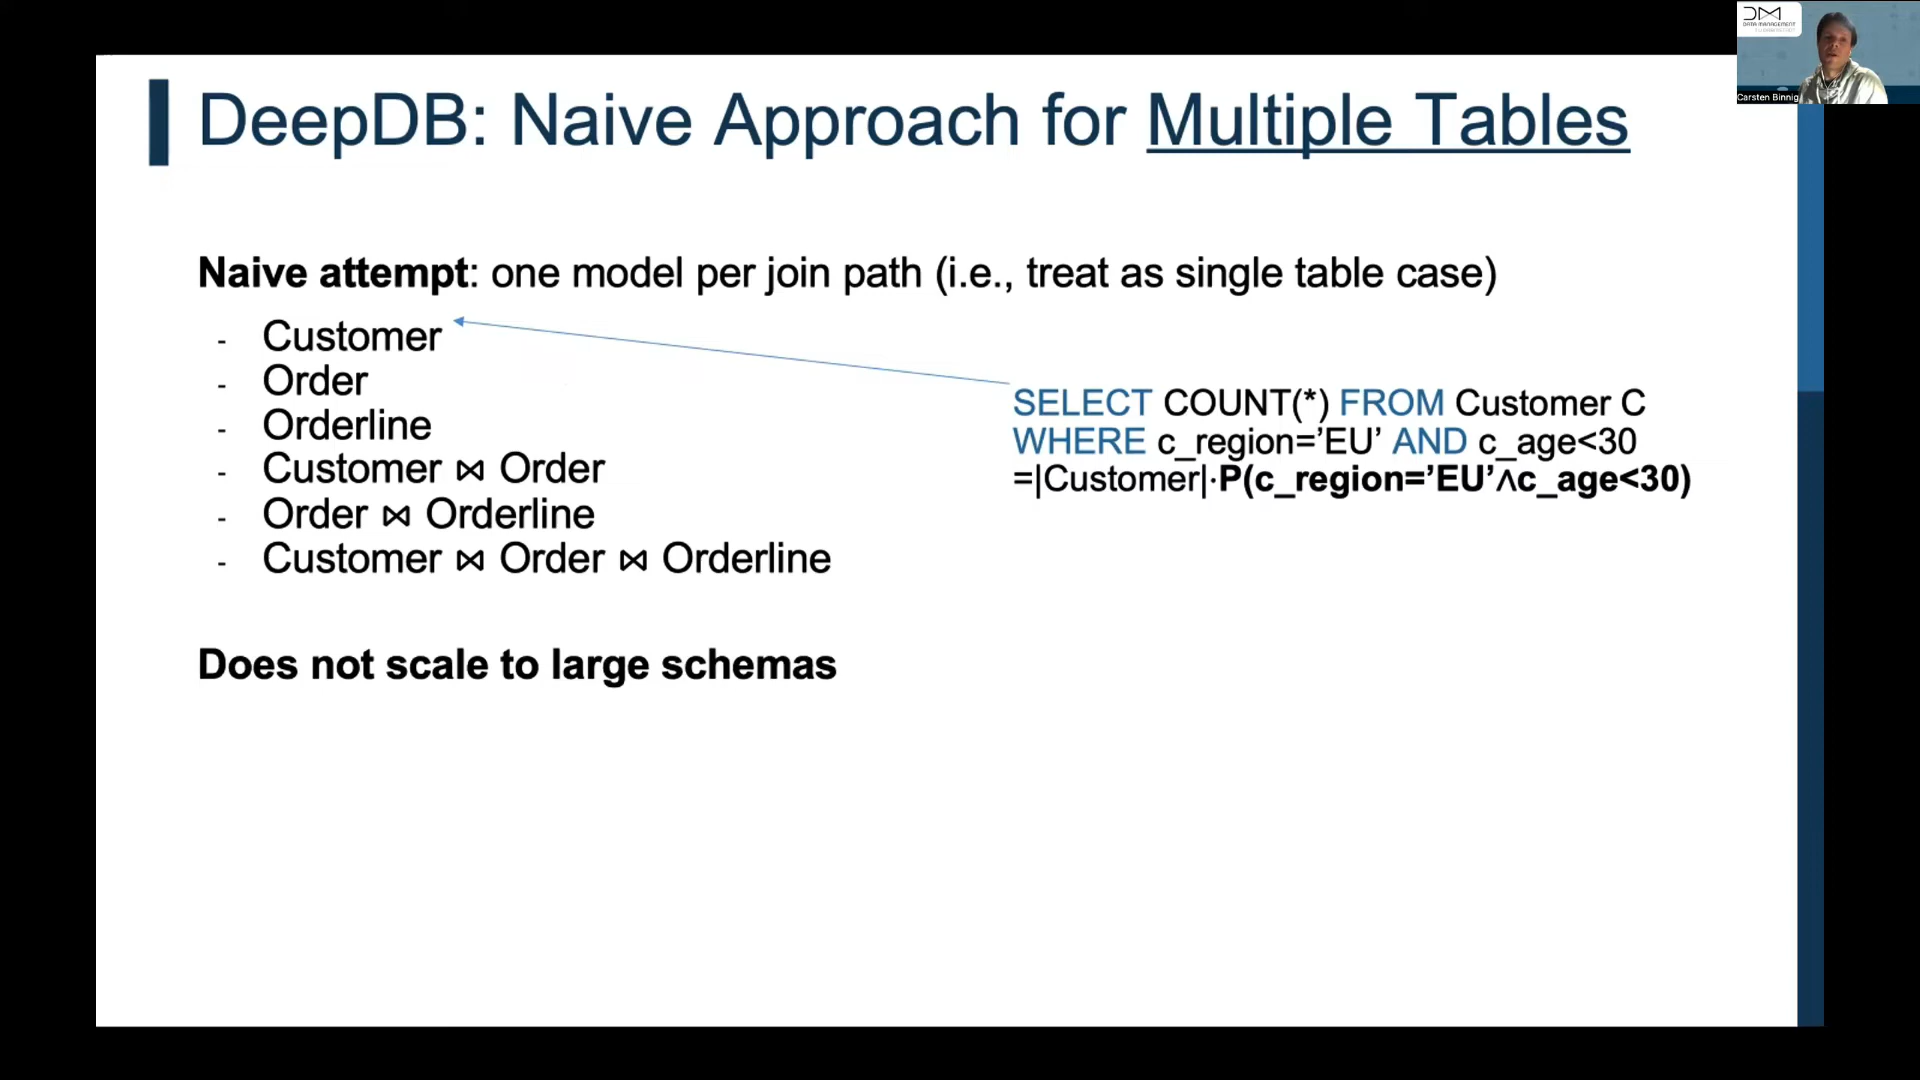 DATA MANAGEMENT
Carsten Binnig
DeepDB: Naive Approach for Multiple Tables
Naive attempt: one model per join path (i.e., treat as single table case)
- Customer
- Order
- Orderline
- Customer ⋈ Order
- Order ⋈ Orderline
- Customer ⋈ Order ⋈ Orderline
SELECT COUNT(*) FROM Customer C
WHERE c_region=’EU’ AND c_age<30
=|Customer|·P(c_region=’EU’∧c_age<30)
Does not scale to large schemas